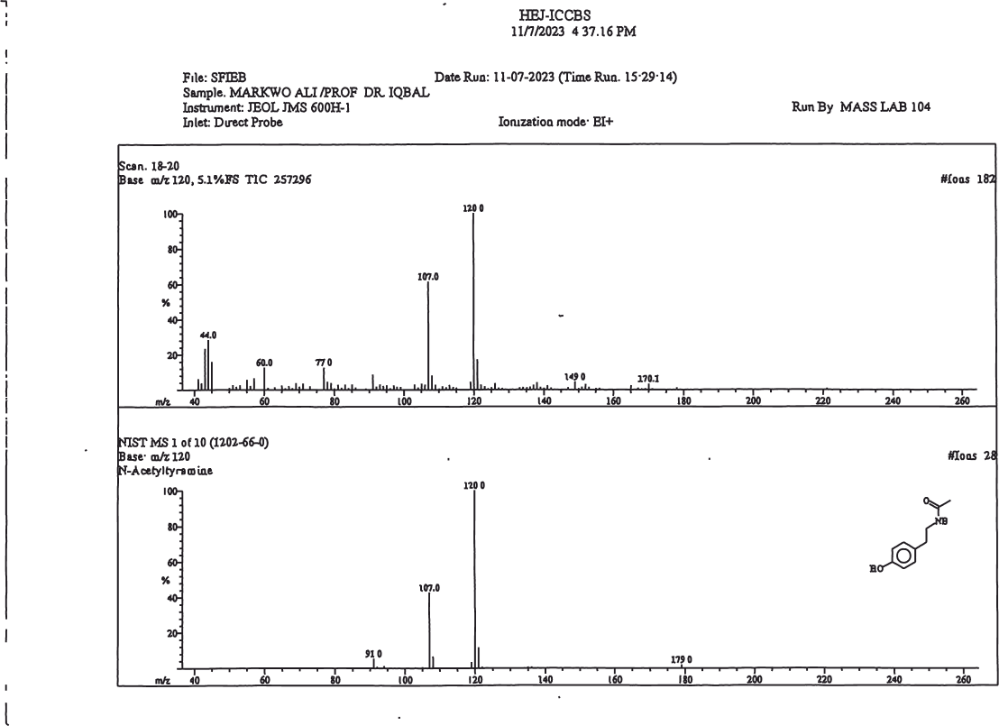 HEJ-ICCBS
11/7/2023 4 37.16 PM
File: SFIEB Date Run: 11-07-2023 (Time Run. 15·29·14)
Sample. MARKWO ALI /PROF DR. IQBAL
Instrument: JEOL JMS 600H-1 Run By MASS LAB 104
Inlet: Direct Probe Ionization mode· EI+
Scan. 18-20
Base m/z 120, 5.1%FS TIC 257296 #Ions 182
120 0
100
80
107.0
60
%
40
44.0
20
60.0
77 0
149 0
170.1
m/z 40 60 80 100 120 140 160 180 200 220 240 260
NIST MS 1 of 10 (1202-66-0)
Base· m/z 120 #Ions 28
N-Acetyltyramine
120 0
100
80
60
%
107.0
40
20
91 0
179 0
m/z 40 60 80 100 120 140 160 180 200 220 240 260
O
NH
HO